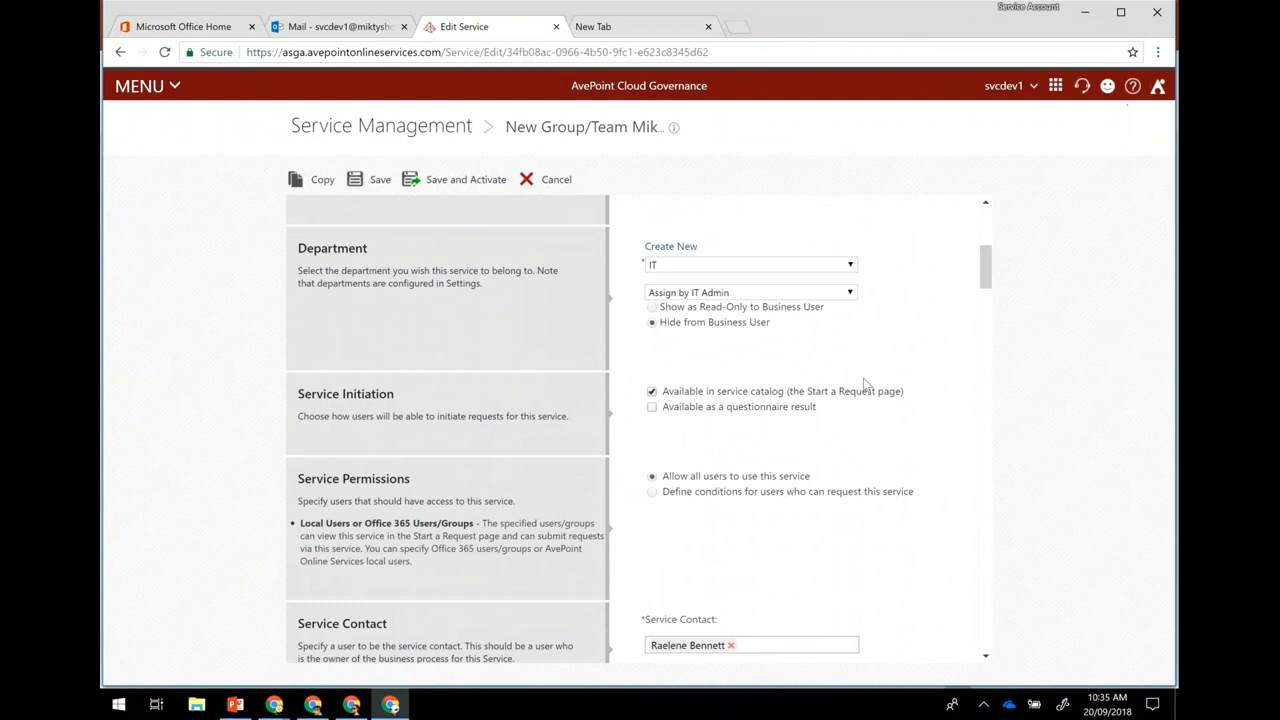 Service Account
Microsoft Office Home
Mail - svcdev1@miktysh
Edit Service
New Tab
Secure
https://asga.avepointonlineservices.com/Service/Edit/34fb08ac-0966-4b50-9fc1-e623c8345d62
MENU
AvePoint Cloud Governance
svcdev1
Service Management > New Group/Team Mik...
Copy
Save
Save and Activate
Cancel
Department
Select the department you wish this service to belong to. Note
that departments are configured in Settings.
Create New
* IT
Assign by IT Admin
Show as Read-Only to Business User
Hide from Business User
Service Initiation
Choose how users will be able to initiate requests for this service.
Available in service catalog (the Start a Request page)
Available as a questionnaire result
Service Permissions
Specify users that should have access to this service.
• Local Users or Office 365 Users/Groups - The specified users/groups
can view this service in the Start a Request page and can submit requests
via this service. You can specify Office 365 users/groups or AvePoint
Online Services local users.
Allow all users to use this service
Define conditions for users who can request this service
Service Contact
Specify a user to be the service contact. This should be a user who
is the owner of the business process for this Service.
*Service Contact:
Raelene Bennett
10:35 AM
20/09/2018